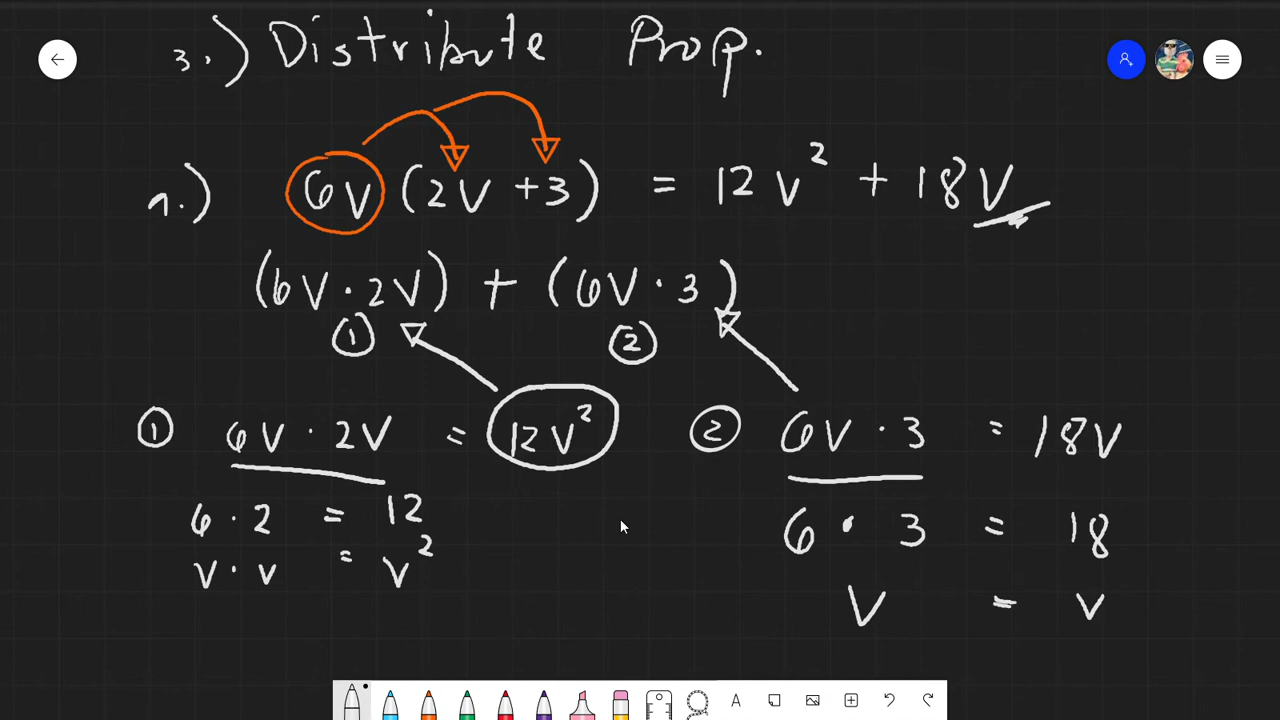 3.) Distribute Prop.
n.) 6V (2V +3) = 12V² + 18V
(6V · 2V) + (6V · 3)
① ②
① 6V · 2V = 12V² ② 6V · 3 = 18V
6 · 2 = 12 6 · 3 = 18
V · V = V² V = V
A